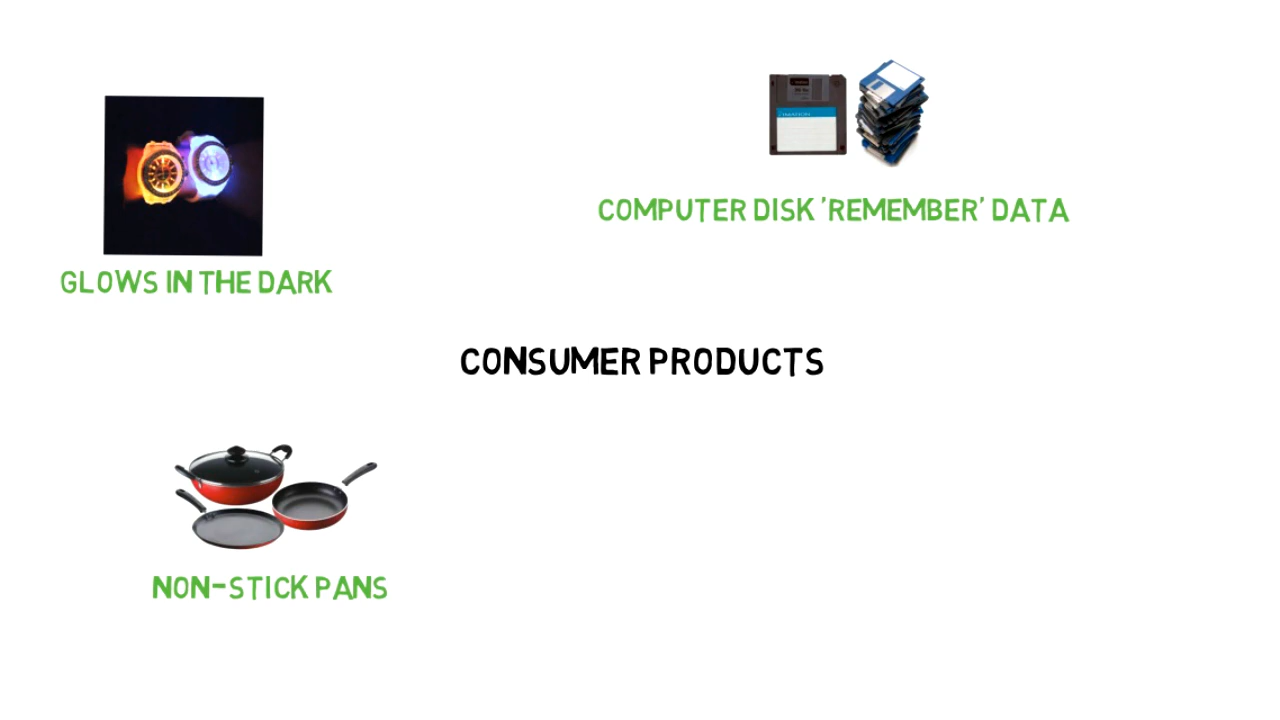 COMPUTER DISK 'REMEMBER' DATA
GLOWS IN THE DARK
CONSUMER PRODUCTS
NON-STICK PANS